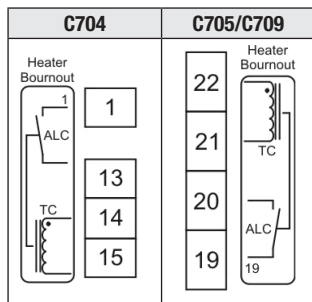 C704
C705/C709
Heater
Bournout
1
ALC
TC
1
13
14
15
22
21
20
19
Heater
Bournout
TC
ALC
19